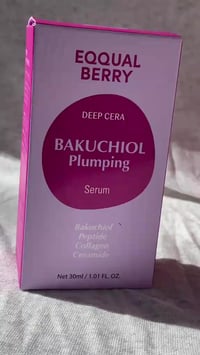 EQQUAL
BERRY
DEEP CERA
BAKUCHIOL
Plumping
Serum
Bakuchiol
Peptide
Collagen
Ceramide
Net 30ml / 1.01 FL. OZ.